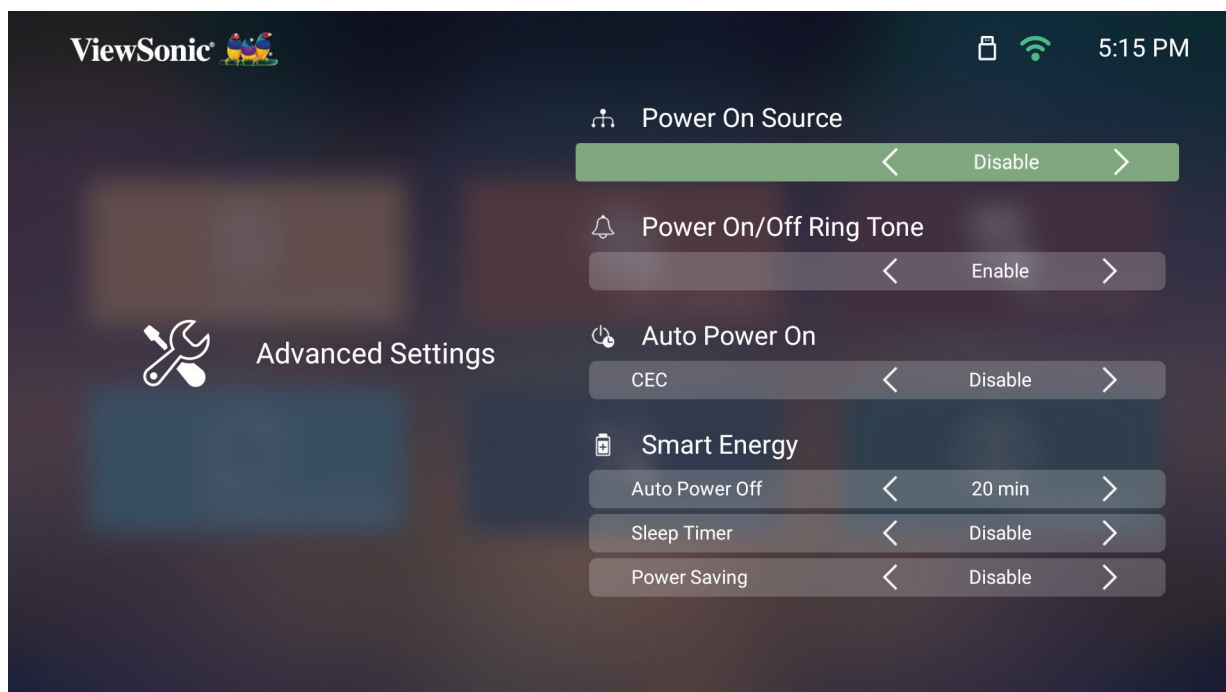 ViewSonic®
5:15 PM
Power On Source
Disable
Power On/Off Ring Tone
Enable
Advanced Settings
Auto Power On
CEC Disable
Smart Energy
Auto Power Off 20 min
Sleep Timer Disable
Power Saving Disable